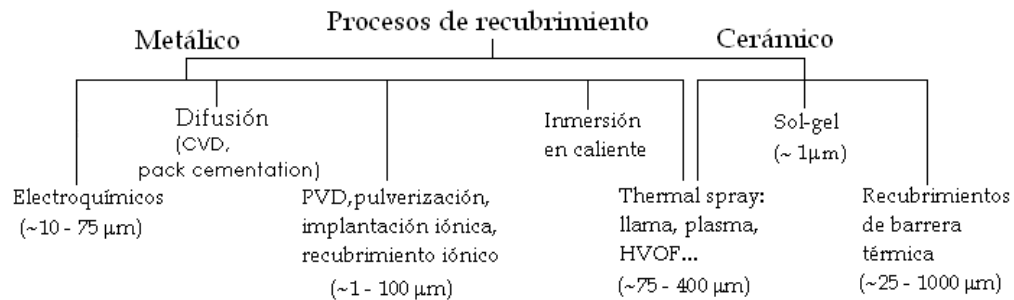 Procesos de recubrimiento
Metálico
Cerámico
Difusión
(CVD,
pack cementation)
Inmersión
en caliente
Sol-gel
(~ 1µm)
Electroquímicos
(~10 - 75 µm)
PVD,pulverización,
implantación iónica,
recubrimiento iónico
(~1 - 100 µm)
Thermal spray:
llama, plasma,
HVOF...
(~75 - 400 µm)
Recubrimientos
de barrera
térmica
(~25 - 1000 µm)